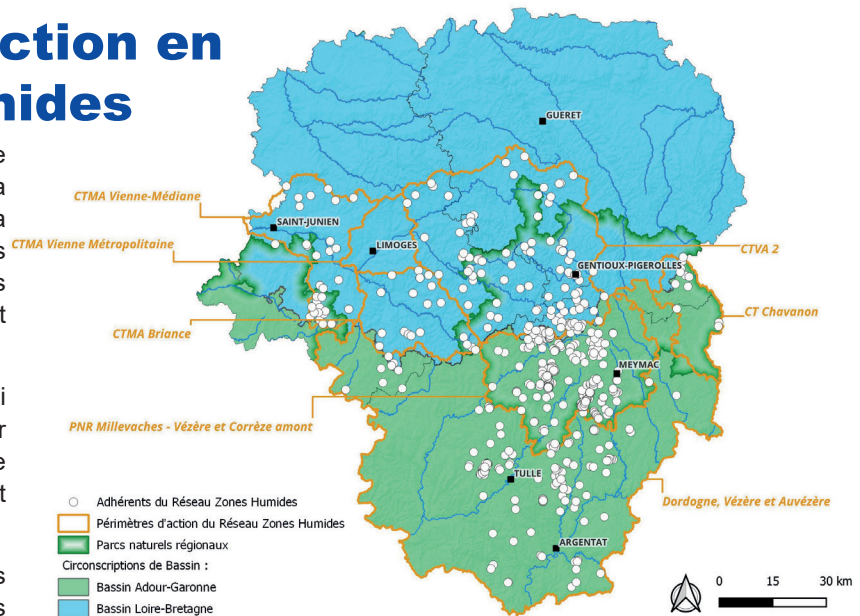 ction en
nides
e
a
a
s
s
t
i
r
e
t
s
s
GUERET
CTMA Vienne-Médiane
SAINT-JUNIEN
CTMA Vienne Métropolitaine
LIMOGES
CTVA 2
GENTIOUX-PIGEROLLES
CT Chavanon
CTMA Briance
MEYMAC
PNR Millevaches - Vézère et Corrèze amont
TULLE
Dordogne, Vézère et Auvézère
ARGENTAT
Adhérents du Réseau Zones Humides
Périmètres d'action du Réseau Zones Humides
Parcs naturels régionaux
Circonscriptions de Bassin :
Bassin Adour-Garonne
Bassin Loire-Bretagne
0 15 30 km